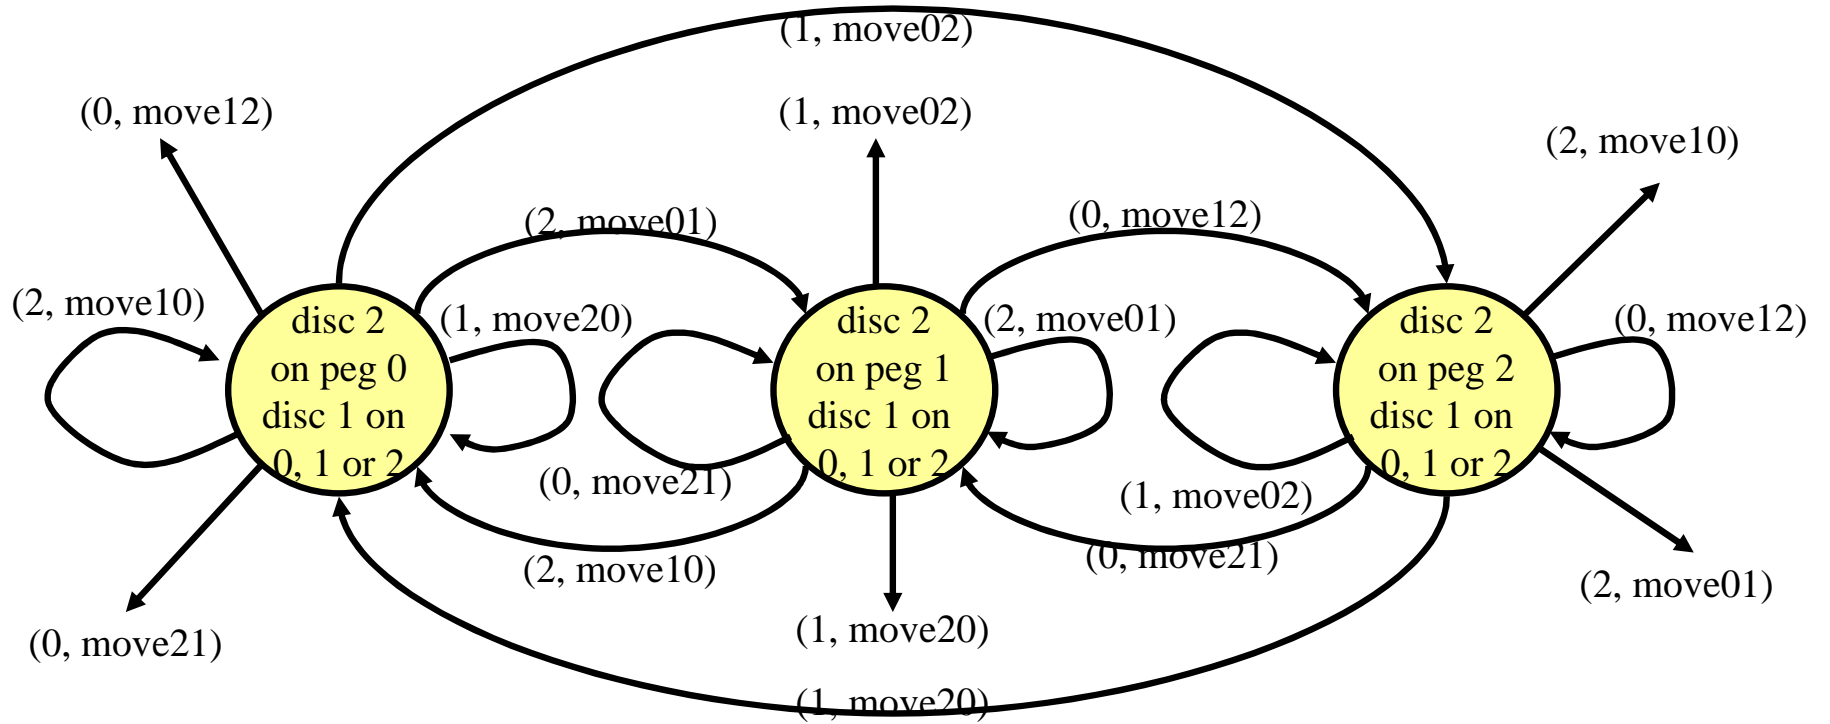 (1, move02)
(0, move12)
(1, move02)
(2, move10)
(2, move01)
(0, move12)
(2, move10)
(1, move20)
(2, move01)
(0, move12)
disc 2
on peg 0
disc 1 on
0, 1 or 2
disc 2
on peg 1
disc 1 on
0, 1 or 2
disc 2
on peg 2
disc 1 on
0, 1 or 2
(0, move21)
(1, move02)
(2, move10)
(0, move21)
(2, move01)
(0, move21)
(1, move20)
(1, move20)